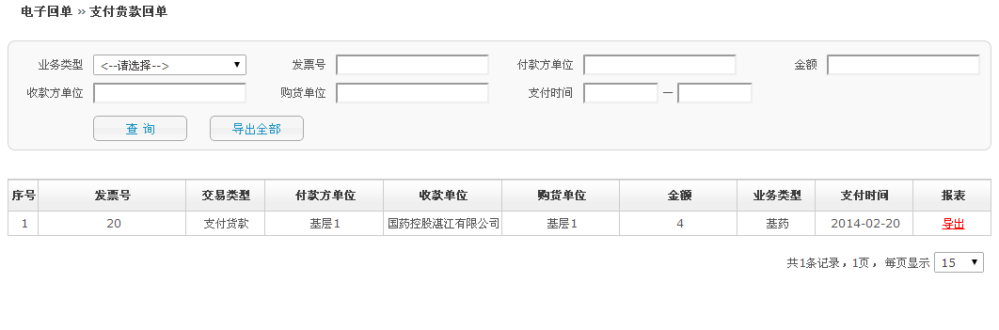 电子回单 » 支付货款回单
业务类型 <--请选择--> 发票号 付款方单位 金额
收款方单位 购货单位 支付时间 —
查 询 导出全部
序号 发票号 交易类型 付款方单位 收款单位 购货单位 金额 业务类型 支付时间 报表
1 20 支付货款 基层1 国药控股湛江有限公司 基层1 4 基药 2014-02-20 导出
共1条记录，1页，每页显示 15